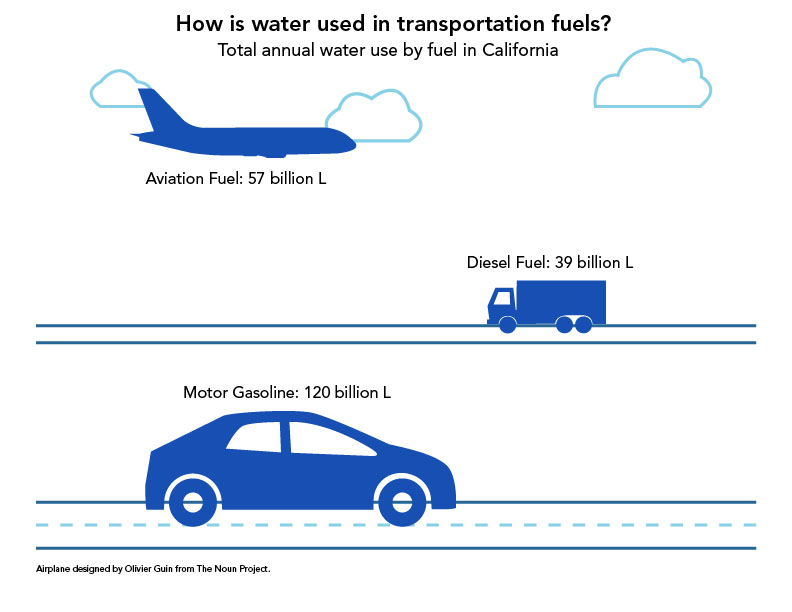 How is water used in transportation fuels?
Total annual water use by fuel in California
Aviation Fuel: 57 billion L
Diesel Fuel: 39 billion L
Motor Gasoline: 120 billion L
Airplane designed by Olivier Guin from The Noun Project.